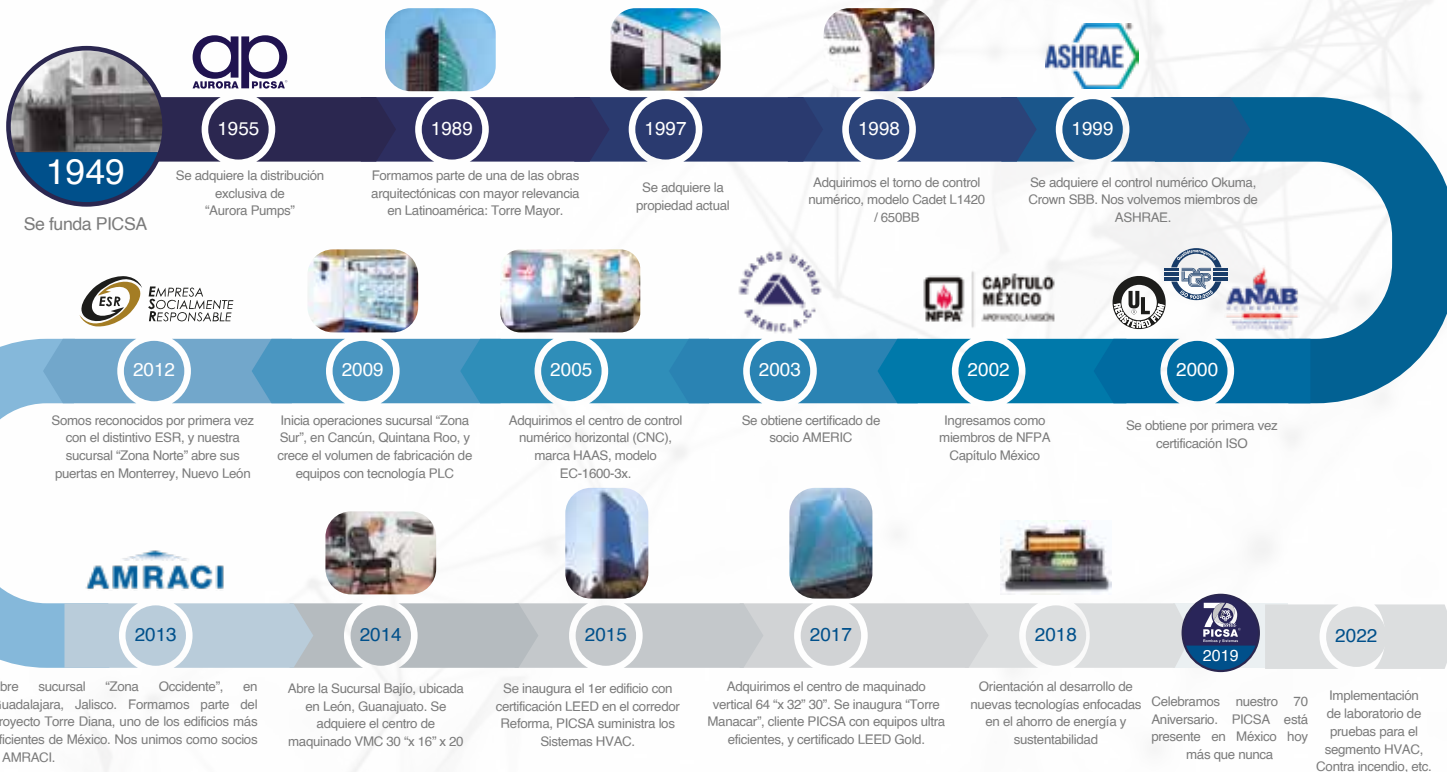 ap
AURORA PICSA
PICSA
OKUMA
ASHRAE
1949
1955
1989
1997
1998
1999
Se funda PICSA
Se adquiere la distribución
exclusiva de
“Aurora Pumps”
Formamos parte de una de las obras
arquitectónicas con mayor relevancia
en Latinoamérica: Torre Mayor.
Se adquiere la
propiedad actual
Adquirimos el torno de control
numérico, modelo Cadet L1420
/ 650BB
Se adquiere el control numérico Okuma,
Crown SBB. Nos volvemos miembros de
ASHRAE.
UL
REGISTERED FIRM
DQS
ISO 9001:2000
ANAB
ACCREDITED
2000
Se obtiene por primera vez
certificación ISO
NFPA
CAPÍTULO
MÉXICO
APOYANDO LA MISIÓN
2002
Ingresamos como
miembros de NFPA
Capítulo México
HAGAMOS UNIDAD
AMERIC, A.C.
2003
Se obtiene certificado de
socio AMERIC
2005
Adquirimos el centro de control
numérico horizontal (CNC),
marca HAAS, modelo
EC-1600-3x.
2009
Inicia operaciones sucursal “Zona
Sur”, en Cancún, Quintana Roo, y
crece el volumen de fabricación de
equipos con tecnología PLC
ESR
EMPRESA
SOCIALMENTE
RESPONSABLE
2012
Somos reconocidos por primera vez
con el distintivo ESR, y nuestra
sucursal “Zona Norte” abre sus
puertas en Monterrey, Nuevo León
AMRACI
2013
bre sucursal “Zona Occidente”, en
uadalajara, Jalisco. Formamos parte del
royecto Torre Diana, uno de los edificios más
ficientes de México. Nos unimos como socios
AMRACI.
2014
Abre la Sucursal Bajío, ubicada
en León, Guanajuato. Se
adquiere el centro de
maquinado VMC 30 “x 16” x 20
2015
Se inaugura el 1er edificio con
certificación LEED en el corredor
Reforma, PICSA suministra los
Sistemas HVAC.
2017
Adquirimos el centro de maquinado
vertical 64 “x 32” 30”. Se inaugura “Torre
Manacar”, cliente PICSA con equipos ultra
eficientes, y certificado LEED Gold.
2018
Orientación al desarrollo de
nuevas tecnologías enfocadas
en el ahorro de energía y
sustentabilidad
70
PICSA
2019
Celebramos nuestro 70
Aniversario. PICSA está
presente en México hoy
más que nunca
2022
Implementación
de laboratorio de
pruebas para el
segmento HVAC,
Contra incendio, etc.